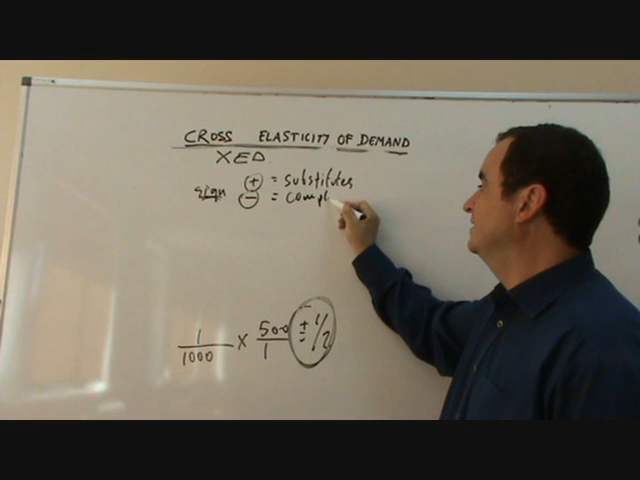 CROSS ELASTICITY OF DEMAND
XED
sign + = substitutes
- = compl
1/1000 x 500/1 ± = 1/2